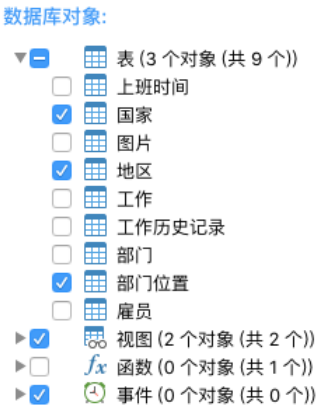 数据库对象:
表 (3 个对象 (共 9 个))
上班时间
国家
图片
地区
工作
工作历史记录
部门
部门位置
雇员
视图 (2 个对象 (共 2 个))
fx 函数 (0 个对象 (共 1 个))
事件 (0 个对象 (共 0 个))